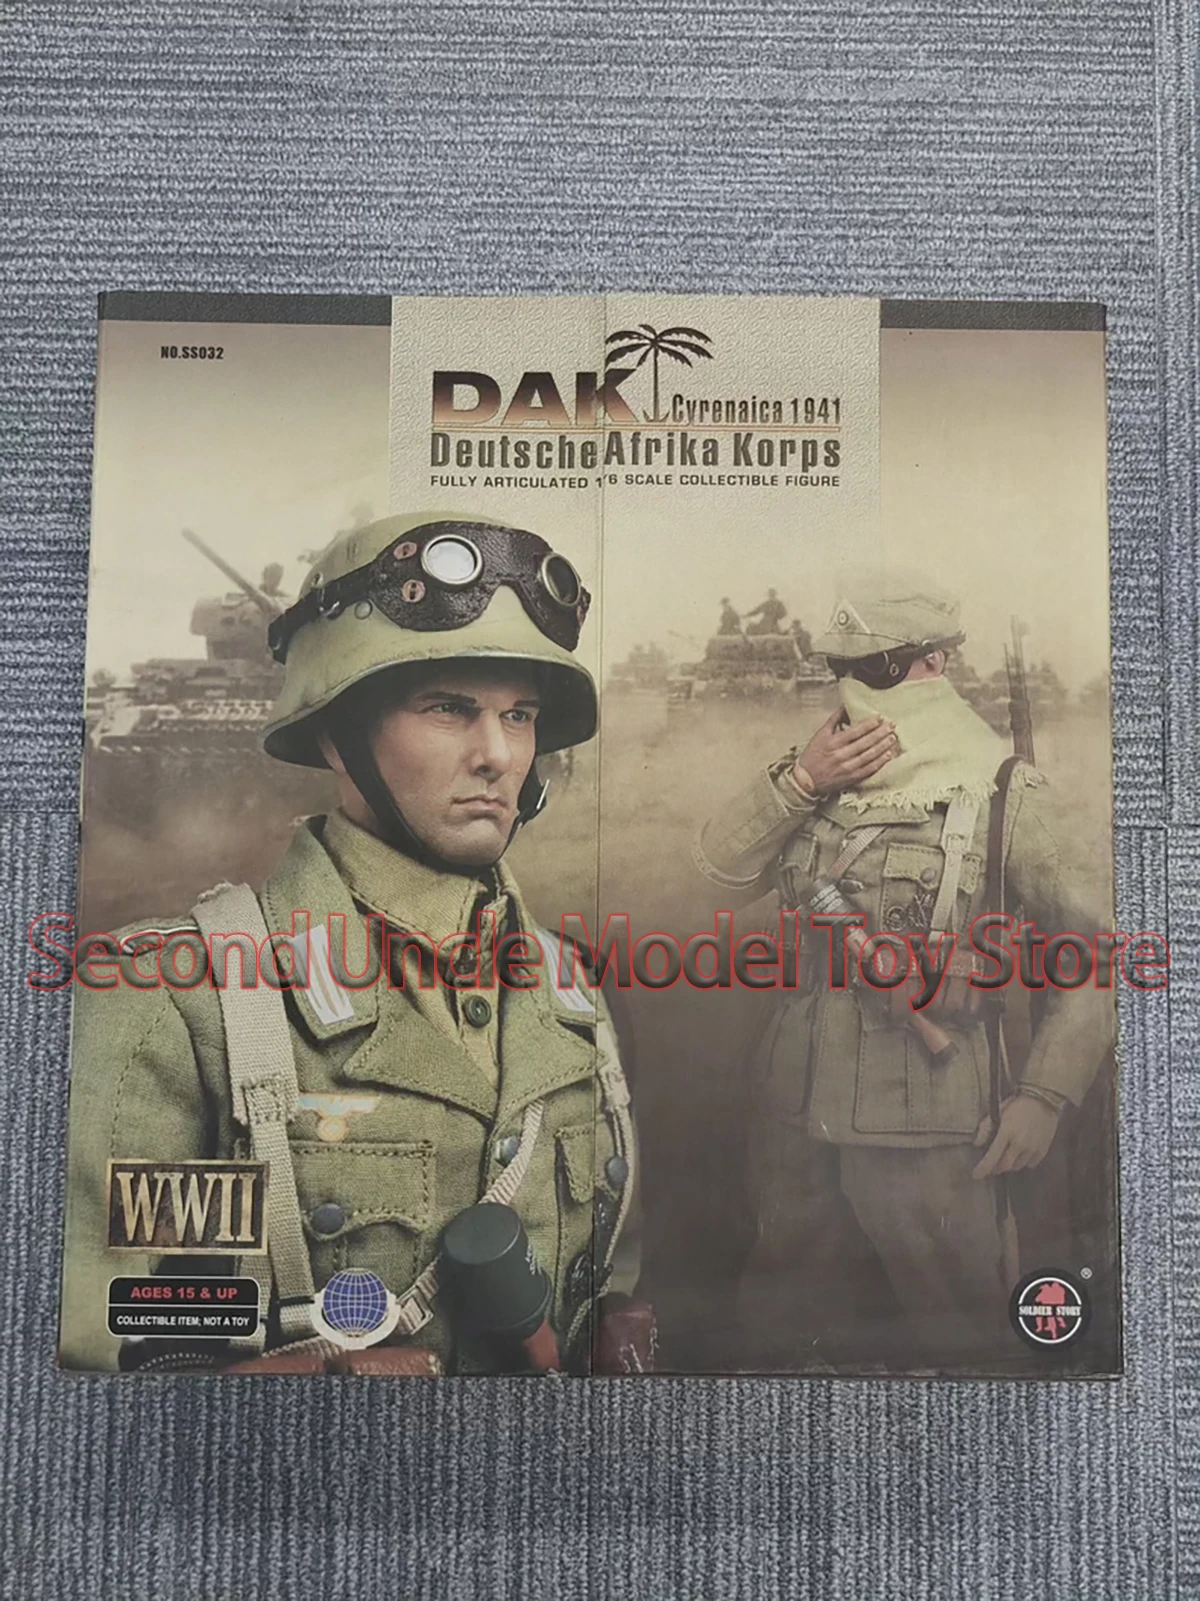 NO.SS032
DAK Cyrenaica 1941
Deutsche Afrika Korps
FULLY ARTICULATED 1/6 SCALE COLLECTIBLE FIGURE
Second Uncle Model Toy Store
WWII
AGES 15 & UP
COLLECTIBLE ITEM; NOT A TOY
SOLDIER STORY
®